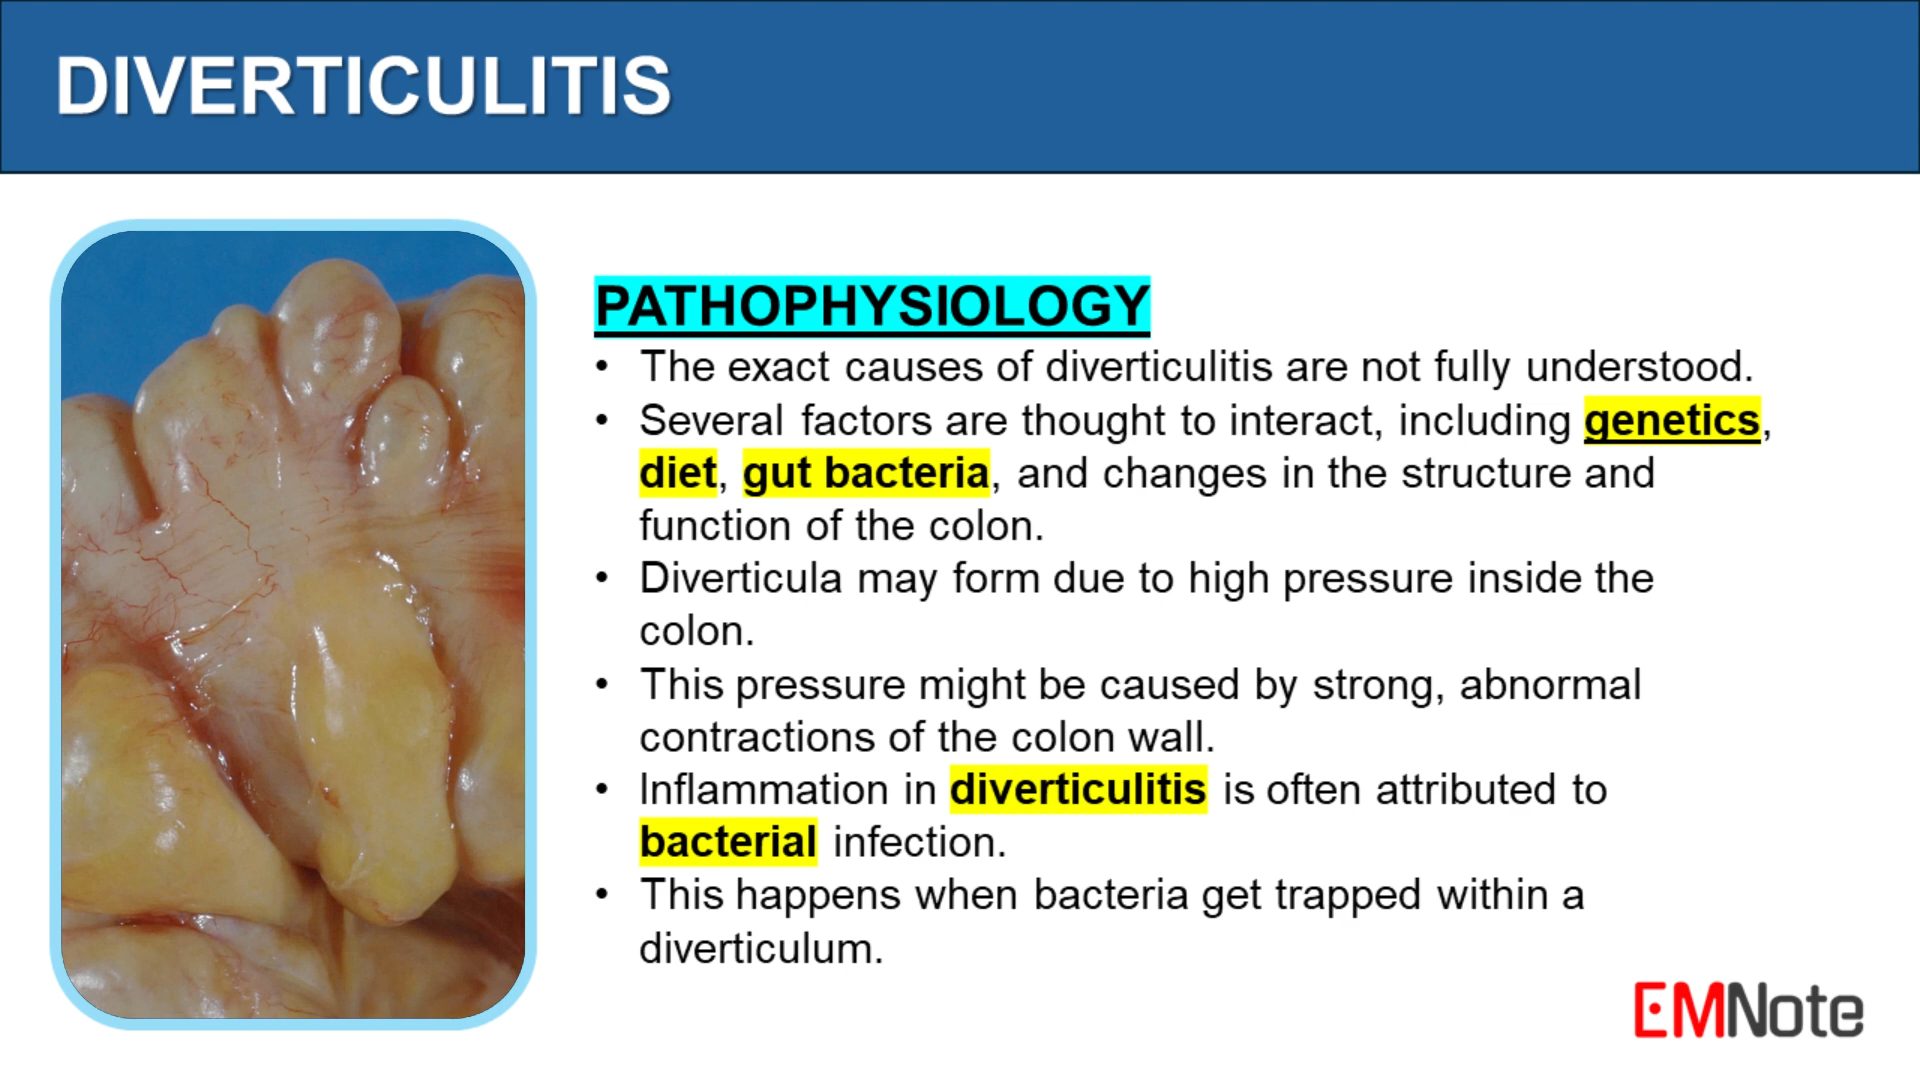 DIVERTICULITIS
PATHOPHYSIOLOGY
• The exact causes of diverticulitis are not fully understood.
• Several factors are thought to interact, including genetics,
diet, gut bacteria, and changes in the structure and
function of the colon.
• Diverticula may form due to high pressure inside the
colon.
• This pressure might be caused by strong, abnormal
contractions of the colon wall.
• Inflammation in diverticulitis is often attributed to
bacterial infection.
• This happens when bacteria get trapped within a
diverticulum.
EMNote